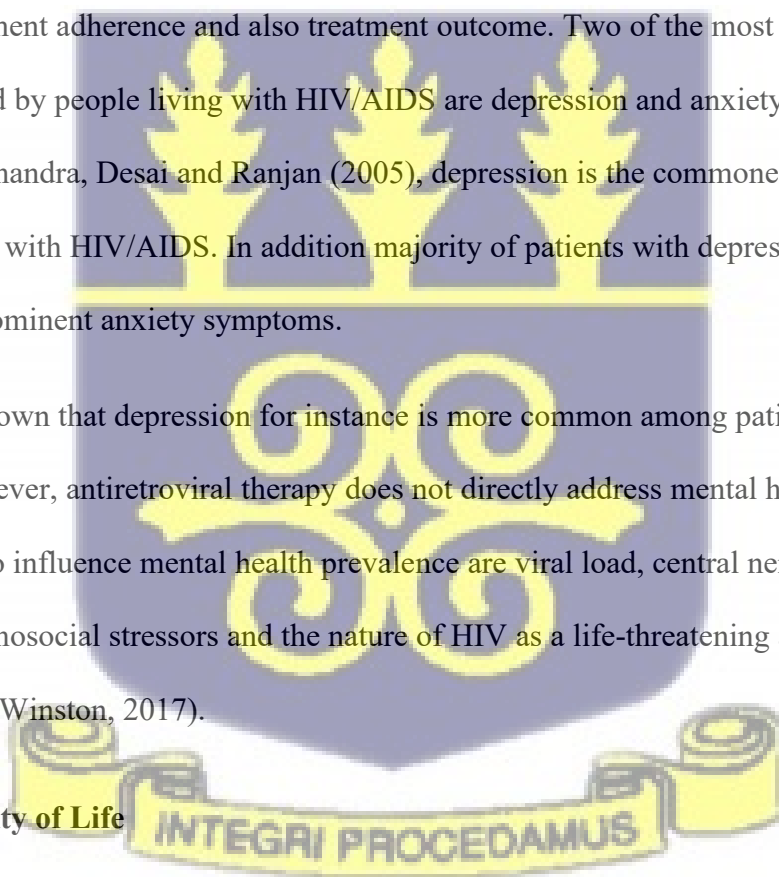 ment adherence and also treatment outcome. Two of the most
d by people living with HIV/AIDS are depression and anxiety
handra, Desai and Ranjan (2005), depression is the commone
with HIV/AIDS. In addition majority of patients with depres
ominent anxiety symptoms.
own that depression for instance is more common among pati
ever, antiretroviral therapy does not directly address mental h
o influence mental health prevalence are viral load, central ner
hosocial stressors and the nature of HIV as a life-threatening
Winston, 2017).
ty of Life
INTEGRI PROCEDAMUS